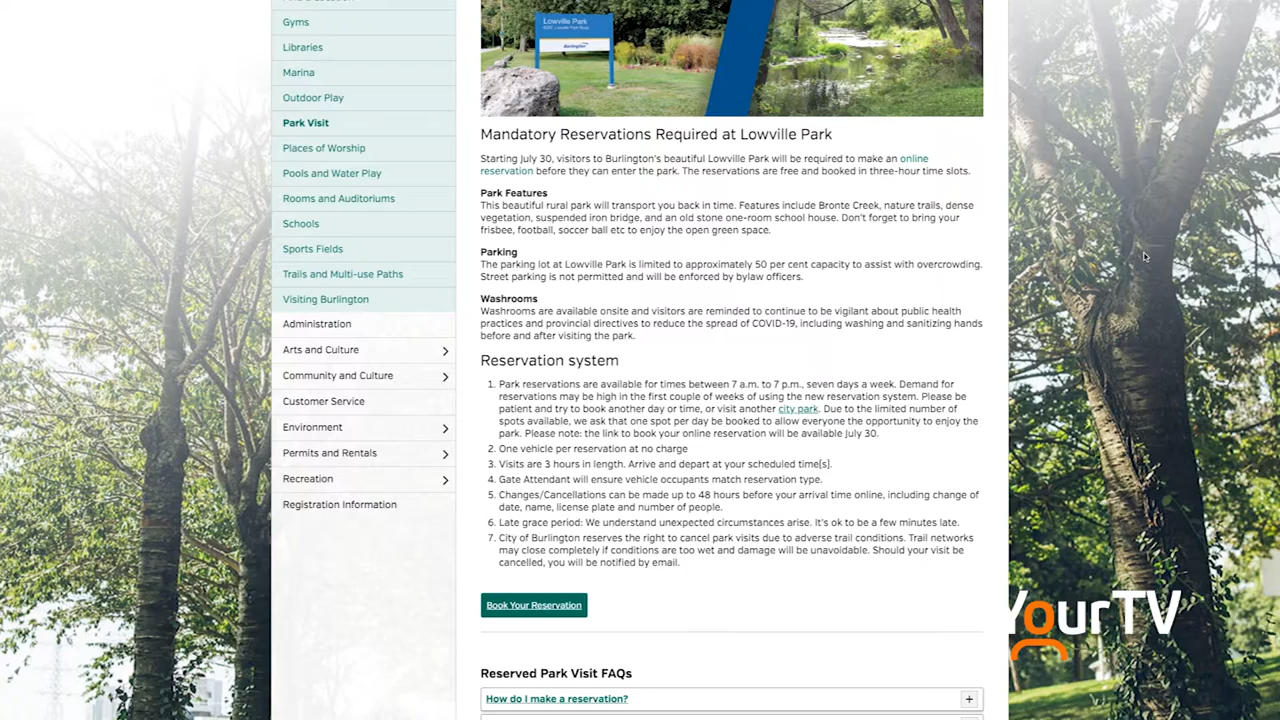 Gyms
Libraries
Marina
Outdoor Play
Park Visit
Places of Worship
Pools and Water Play
Rooms and Auditoriums
Schools
Sports Fields
Trails and Multi-use Paths
Visiting Burlington
Administration
Arts and Culture
Community and Culture
Customer Service
Environment
Permits and Rentals
Recreation
Registration Information
Lowville Park
Burlington
Mandatory Reservations Required at Lowville Park
Starting July 30, visitors to Burlington's beautiful Lowville Park will be required to make an online
reservation before they can enter the park. The reservations are free and booked in three-hour time slots.
Park Features
This beautiful rural park will transport you back in time. Features include Bronte Creek, nature trails, dense
vegetation, suspended iron bridge, and an old stone one-room school house. Don't forget to bring your
frisbee, football, soccer ball etc to enjoy the open green space.
Parking
The parking lot at Lowville Park is limited to approximately 50 per cent capacity to assist with overcrowding.
Street parking is not permitted and will be enforced by bylaw officers.
Washrooms
Washrooms are available onsite and visitors are reminded to continue to be vigilant about public health
practices and provincial directives to reduce the spread of COVID-19, including washing and sanitizing hands
before and after visiting the park.
Reservation system
1. Park reservations are available for times between 7 a.m. to 7 p.m., seven days a week. Demand for
reservations may be high in the first couple of weeks of using the new reservation system. Please be
patient and try to book another day or time, or visit another city park. Due to the limited number of
spots available, we ask that one spot per day be booked to allow everyone the opportunity to enjoy the
park. Please note: the link to book your online reservation will be available July 30.
2. One vehicle per reservation at no charge
3. Visits are 3 hours in length. Arrive and depart at your scheduled time(s).
4. Gate Attendant will ensure vehicle occupants match reservation type.
5. Changes/Cancellations can be made up to 48 hours before your arrival time online, including change of
date, name, license plate and number of people.
6. Late grace period: We understand unexpected circumstances arise. It's ok to be a few minutes late.
7. City of Burlington reserves the right to cancel park visits due to adverse trail conditions. Trail networks
may close completely if conditions are too wet and damage will be unavoidable. Should your visit be
cancelled, you will be notified by email.
Book Your Reservation
Reserved Park Visit FAQs
How do I make a reservation?
YourTV